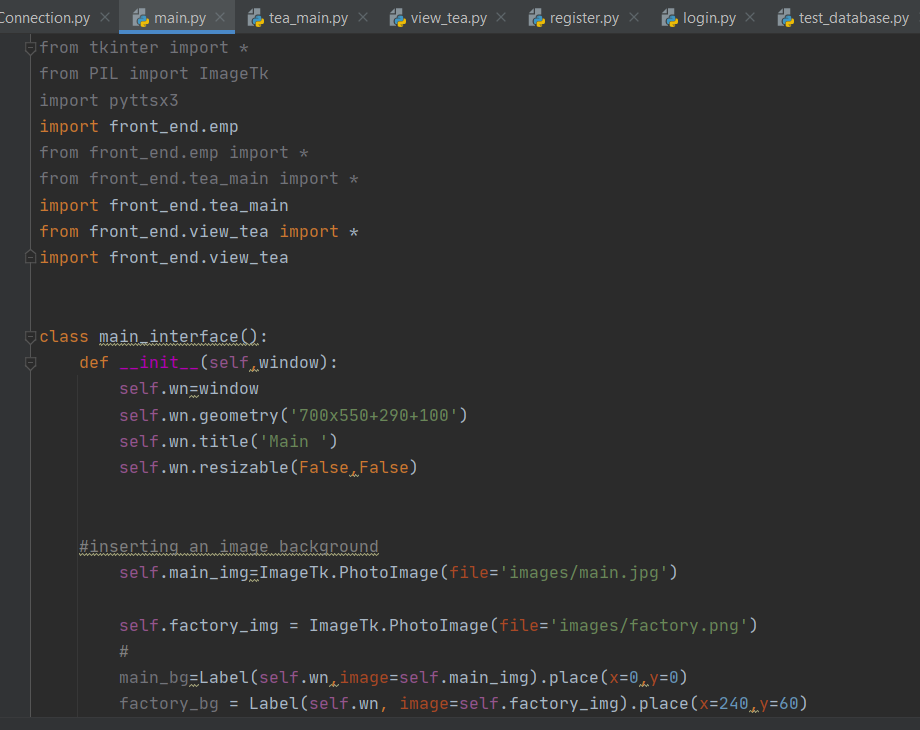 Connection.py main.py tea_main.py view_tea.py register.py login.py test_database.py
from tkinter import *
from PIL import ImageTk
import pyttsx3
import front_end.emp
from front_end.emp import *
from front_end.tea_main import *
import front_end.tea_main
from front_end.view_tea import *
import front_end.view_tea
class main_interface():
def __init__(self,window):
self.wn=window
self.wn.geometry('700x550+290+100')
self.wn.title('Main ')
self.wn.resizable(False,False)
#inserting an image background
self.main_img=ImageTk.PhotoImage(file='images/main.jpg')
self.factory_img = ImageTk.PhotoImage(file='images/factory.png')
#
main_bg=Label(self.wn,image=self.main_img).place(x=0,y=0)
factory_bg = Label(self.wn, image=self.factory_img).place(x=240,y=60)